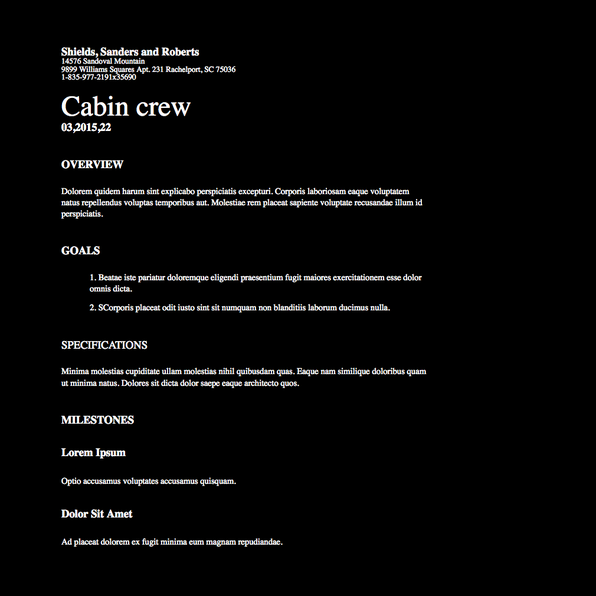 Shields, Sanders and Roberts
14576 Sandoval Mountain
9899 Williams Squares Apt. 231 Rachelport, SC 75036
1-835-977-2191x35690
Cabin crew
03,2015,22
OVERVIEW
Dolorem quidem harum sint explicabo perspiciatis excepturi. Corporis laboriosam eaque voluptatem
natus repellendus voluptas temporibus aut. Molestiae rem placeat sapiente voluptate recusandae illum id
perspiciatis.
GOALS
1. Beatae iste pariatur doloremque eligendi praesentium fugit maiores exercitationem esse dolor
omnis dicta.
2. SCorporis placeat odit iusto sint sit numquam non blanditiis laborum ducimus nulla.
SPECIFICATIONS
Minima molestias cupiditate ullam molestias nihil quibusdam quas. Eaque nam similique doloribus quam
ut minima natus. Dolores sit dicta dolor saepe eaque architecto quos.
MILESTONES
Lorem Ipsum
Optio accusamus voluptates accusamus quisquam.
Dolor Sit Amet
Ad placeat dolorem ex fugit minima eum magnam repudiandae.